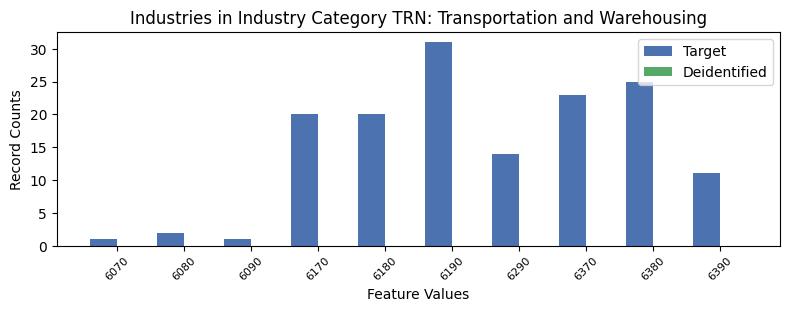 Industries in Industry Category TRN: Transportation and Warehousing
Target
Deidentified
Record Counts
30
25
20
15
10
5
0
6070 6080 6090 6170 6180 6190 6290 6370 6380 6390
Feature Values